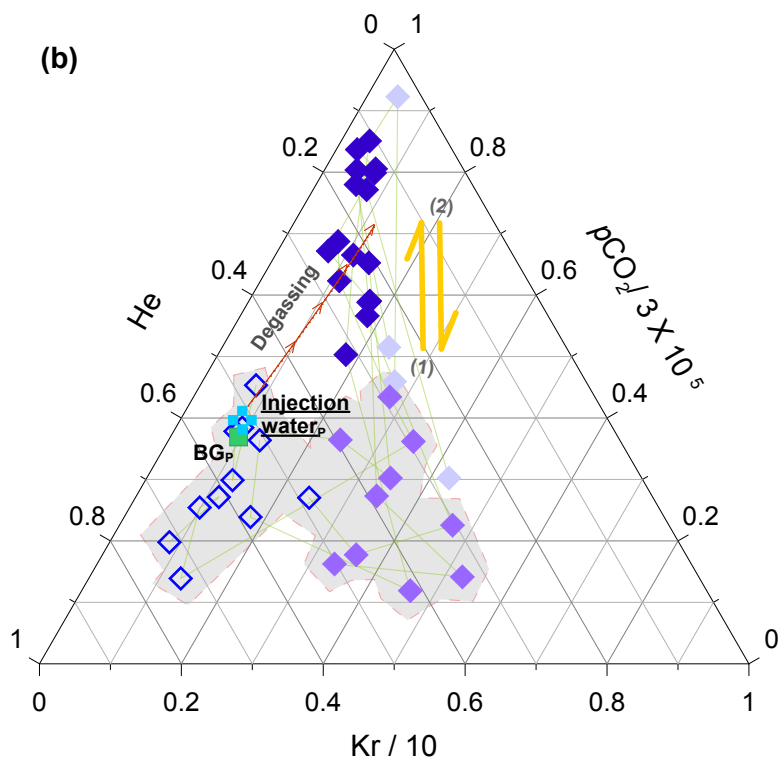 (b)
0 1
0.2 0.8
(2)
0.4 0.6
He
pCO2/ 3 X 10⁵
Degassing
(1)
0.6 0.4
Injection
waterP
BGP
0.8 0.2
1 0
0 0.2 0.4 0.6 0.8 1
Kr / 10